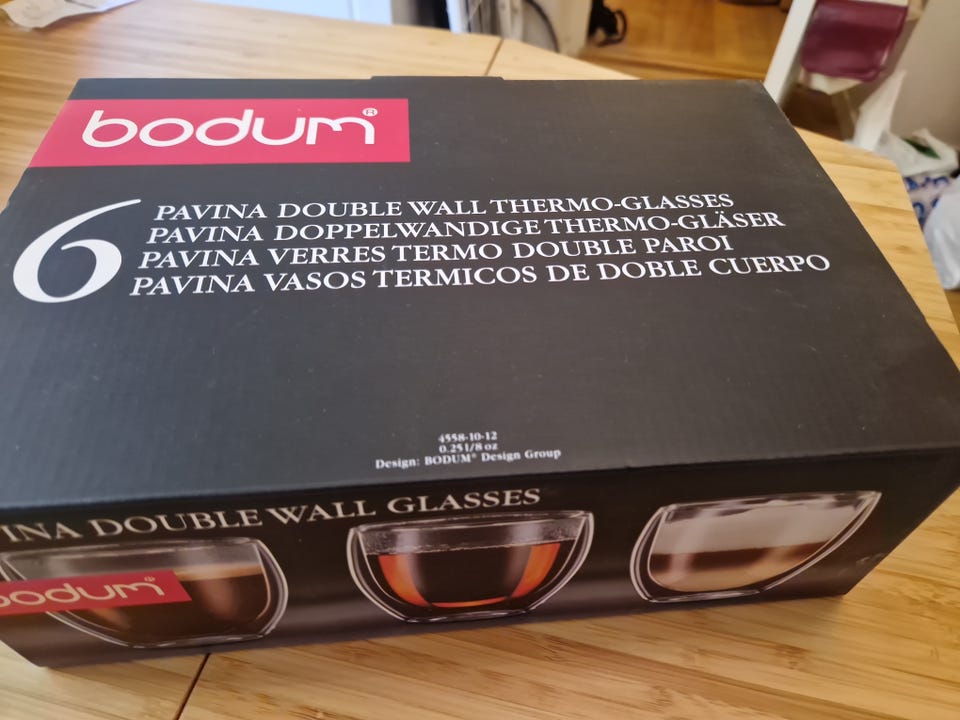 bodum®
6
PAVINA DOUBLE WALL THERMO-GLASSES
PAVINA DOPPELWANDIGE THERMO-GLÄSER
PAVINA VERRES TERMO DOUBLE PAROI
PAVINA VASOS TERMICOS DE DOBLE CUERPO
4558-10-12
0.25 l/8 oz
Design: BODUM® Design Group
INA DOUBLE WALL GLASSES
bodum®